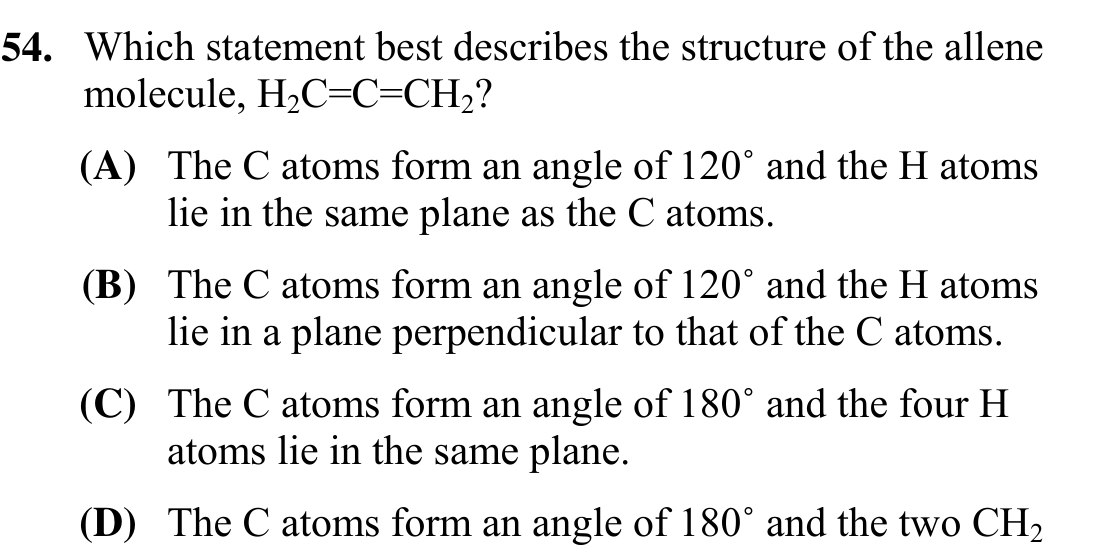 54. Which statement best describes the structure of the allene
molecule, H₂C=C=CH₂?
(A) The C atoms form an angle of 120° and the H atoms
lie in the same plane as the C atoms.
(B) The C atoms form an angle of 120° and the H atoms
lie in a plane perpendicular to that of the C atoms.
(C) The C atoms form an angle of 180° and the four H
atoms lie in the same plane.
(D) The C atoms form an angle of 180° and the two CH₂